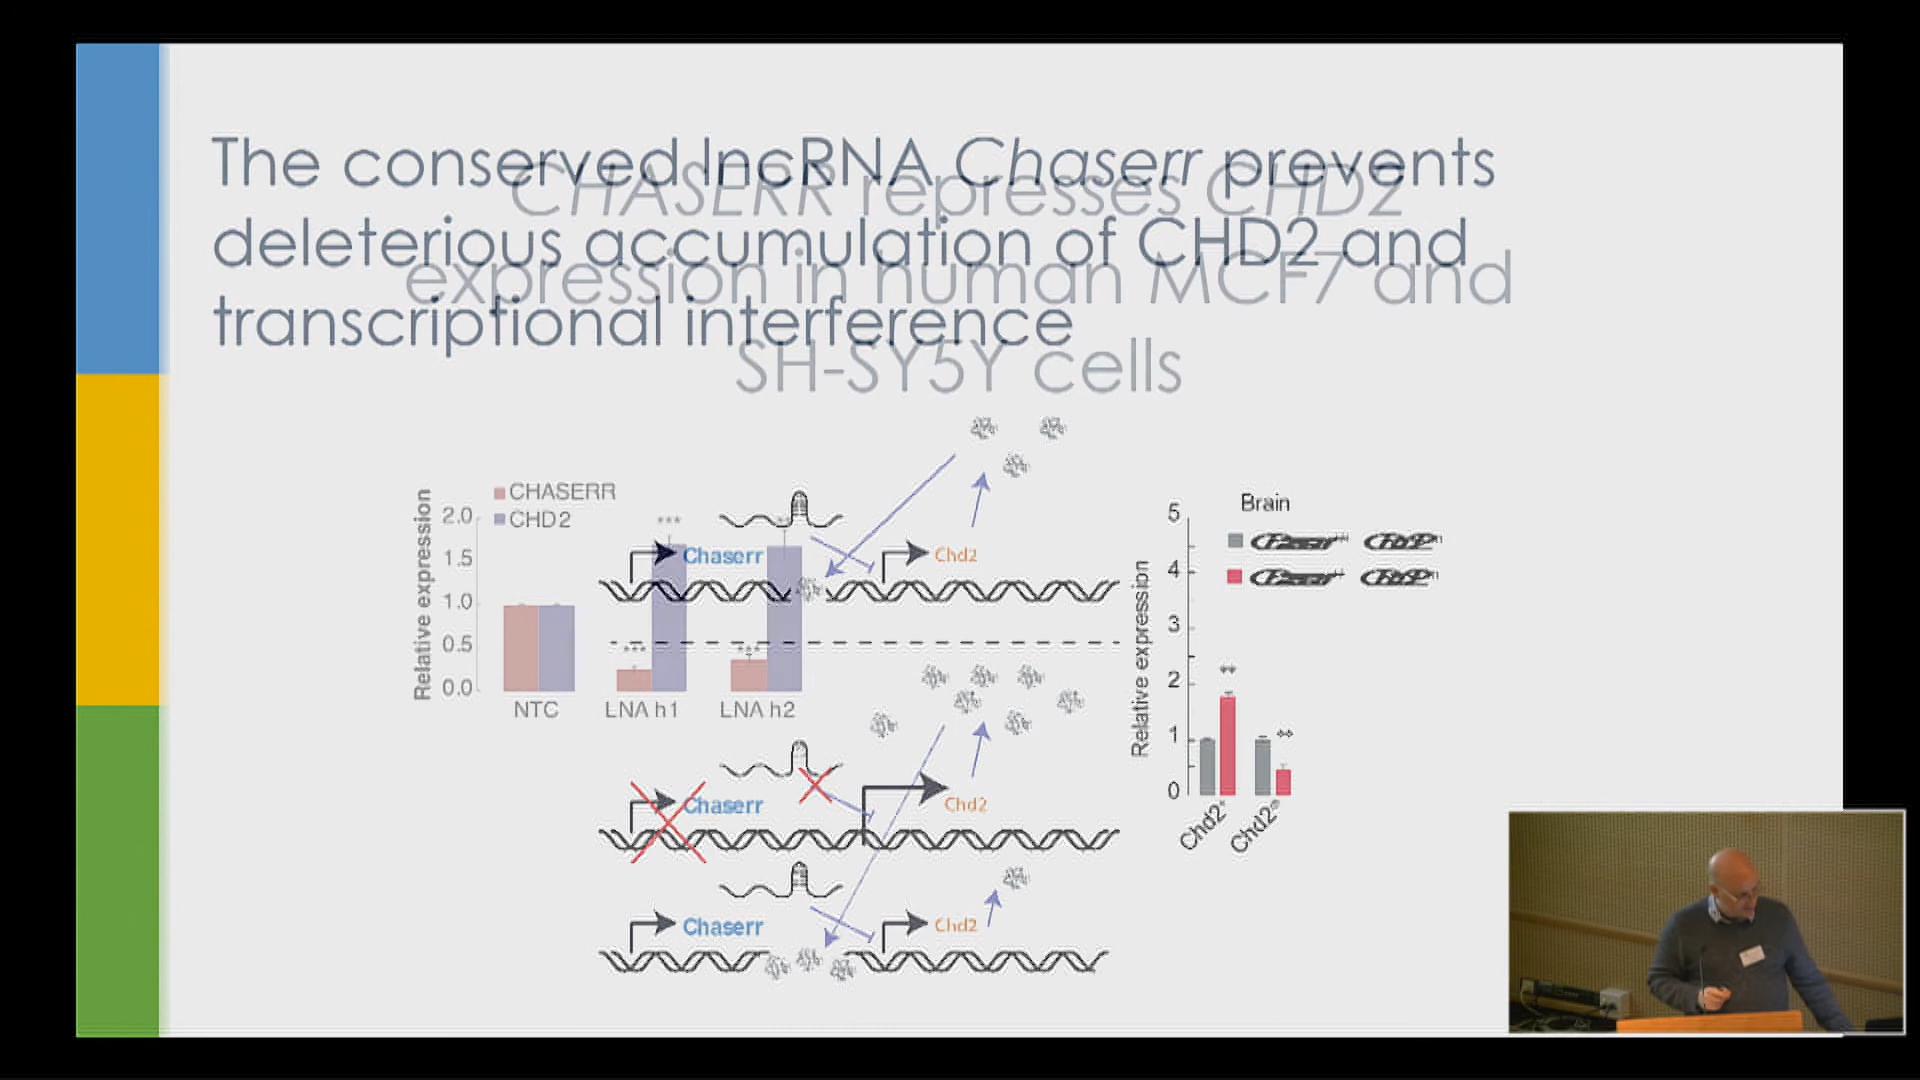 The conserved lncRNA Chaserr prevents
deleterious accumulation of CHD2 and
transcriptional interference
CHASERR represses CHD2
expression in human MCF7 and
SH-SY5Y cells
CHASERR
CHD2
Relative expression
2.0
1.5
1.0
0.5
0.0
***
***
***
NTC
LNA h1
LNA h2
Chaserr
Chd2
Chaserr
Chd2
Chaserr
Chd2
Brain
Relative expression
5
4
3
2
1
0
**
**
Chd2
Chd2